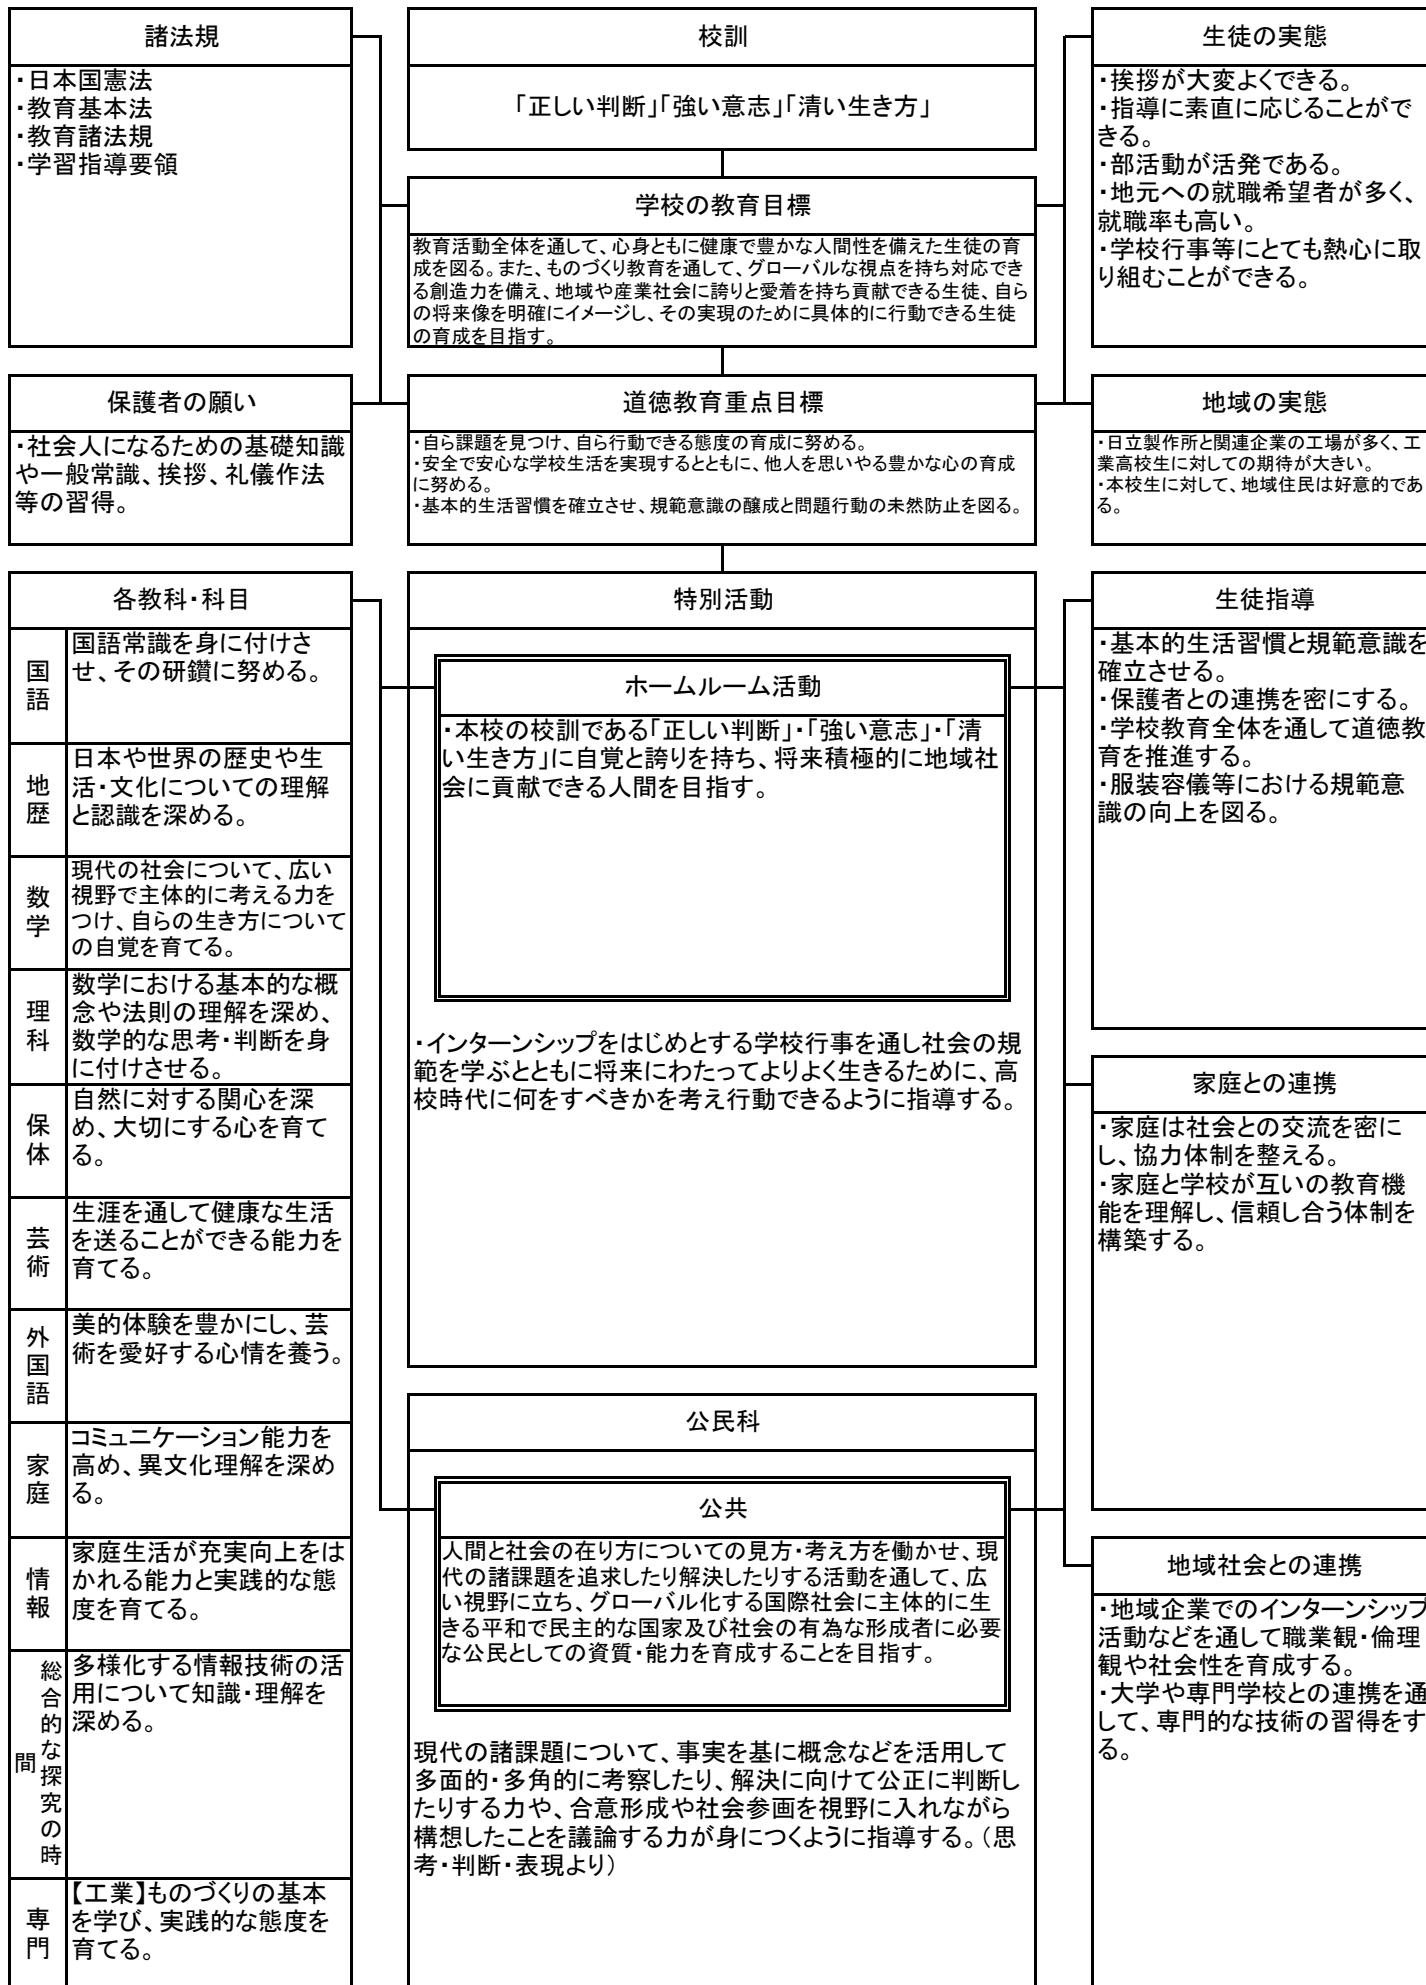 諸法規
・日本国憲法
・教育基本法
・教育諸法規
・学習指導要領
校訓
「正しい判断」「強い意志」「清い生き方」
学校の教育目標
教育活動全体を通して、心身ともに健康で豊かな人間性を備えた生徒の育
成を図る。また、ものづくり教育を通して、グローバルな視点を持ち対応でき
る創造力を備え、地域や産業社会に誇りと愛着を持ち貢献できる生徒、自ら
の将来像を明確にイメージし、その実現のために具体的に行動できる生徒
の育成を目指す。
生徒の実態
・挨拶が大変よくできる。
・指導に素直に応じることがで
きる。
・部活動が活発である。
・地元への就職希望者が多く、
就職率も高い。
・学校行事等にとても熱心に取
り組むことができる。
保護者の願い
・社会人になるための基礎知識
や一般常識、挨拶、礼儀作法
等の習得。
道徳教育重点目標
・自ら課題を見つけ、自ら行動できる態度の育成に努める。
・安全で安心な学校生活を実現するとともに、他人を思いやる豊かな心の育成
に努める。
・基本的生活習慣を確立させ、規範意識の醸成と問題行動の未然防止を図る。
地域の実態
・日立製作所と関連企業の工場が多く、工
業高校生に対しての期待が大きい。
・本校生に対して、地域住民は好意的であ
る。
各教科・科目
国語
国語常識を身に付けさ
せ、その研鑽に努める。
地歴
日本や世界の歴史や生
活・文化についての理解
と認識を深める。
数学
現代の社会について、広い
視野で主体的に考える力を
つけ、自らの生き方について
の自覚を育てる。
理科
数学における基本的な概
念や法則の理解を深め、
数学的な思考・判断を身
に付けさせる。
保体
自然に対する関心を深
め、大切にする心を育て
る。
芸術
生涯を通して健康な生活
を送ることができる能力を
育てる。
外国語
美的体験を豊かにし、芸
術を愛好する心情を養う。
家庭
コミュニケーション能力を
高め、異文化理解を深め
る。
情報
家庭生活が充実向上をは
かれる能力と実践的な態
度を育てる。
総合的な探究の時
間
多様化する情報技術の活
用について知識・理解を
深める。
専門
【工業】ものづくりの基本
を学び、実践的な態度を
育てる。
特別活動
ホームルーム活動
・本校の校訓である「正しい判断」・「強い意志」・「清
い生き方」に自覚と誇りを持ち、将来積極的に地域社
会に貢献できる人間を目指す。
・インターンシップをはじめとする学校行事を通し社会の規
範を学ぶとともに将来にわたってよりよく生きるために、高
校時代に何をすべきかを考え行動できるように指導する。
公民科
公共
人間と社会の在り方についての見方・考え方を働かせ、現
代の諸課題を追求したり解決したりする活動を通して、広
い視野に立ち、グローバル化する国際社会に主体的に生
きる平和で民主的な国家及び社会の有為な形成者に必要
な公民としての資質・能力を育成することを目指す。
現代の諸課題について、事実を基に概念などを活用して
多面的・多角的に考察したり、解決に向けて公正に判断し
たりする力や、合意形成や社会参画を視野に入れながら
構想したことを議論する力が身につくように指導する。（思
考・判断・表現より）
生徒指導
・基本的生活習慣と規範意識を
確立させる。
・保護者との連携を密にする。
・学校教育全体を通して道徳教
育を推進する。
・服装容儀等における規範意
識の向上を図る。
家庭との連携
・家庭は社会との交流を密に
し、協力体制を整える。
・家庭と学校が互いの教育機
能を理解し、信頼し合う体制を
構築する。
地域社会との連携
・地域企業でのインターンシップ
活動などを通して職業観・倫理
観や社会性を育成する。
・大学や専門学校との連携を通
して、専門的な技術の習得をす
る。